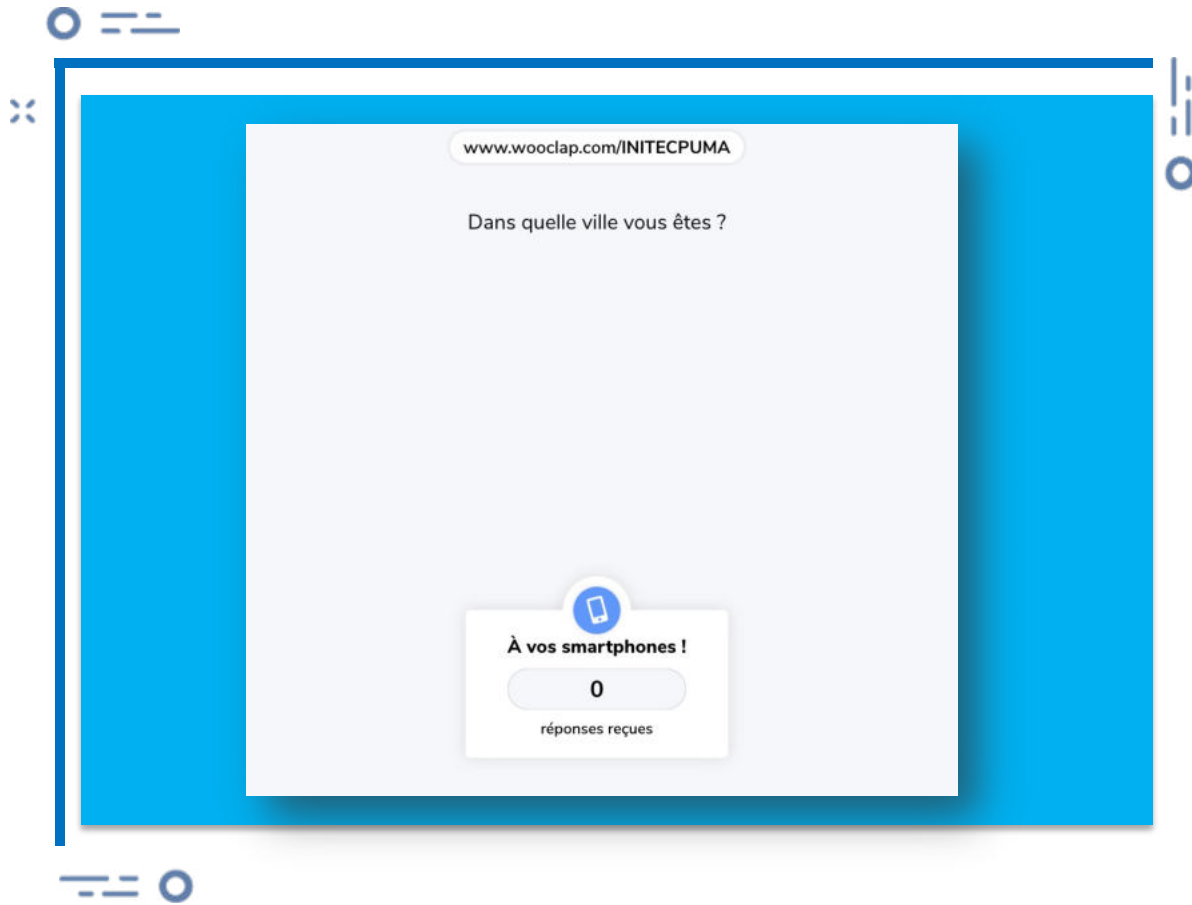 www.wooclap.com/INITECPUMA
Dans quelle ville vous êtes ?
À vos smartphones !
0
réponses reçues